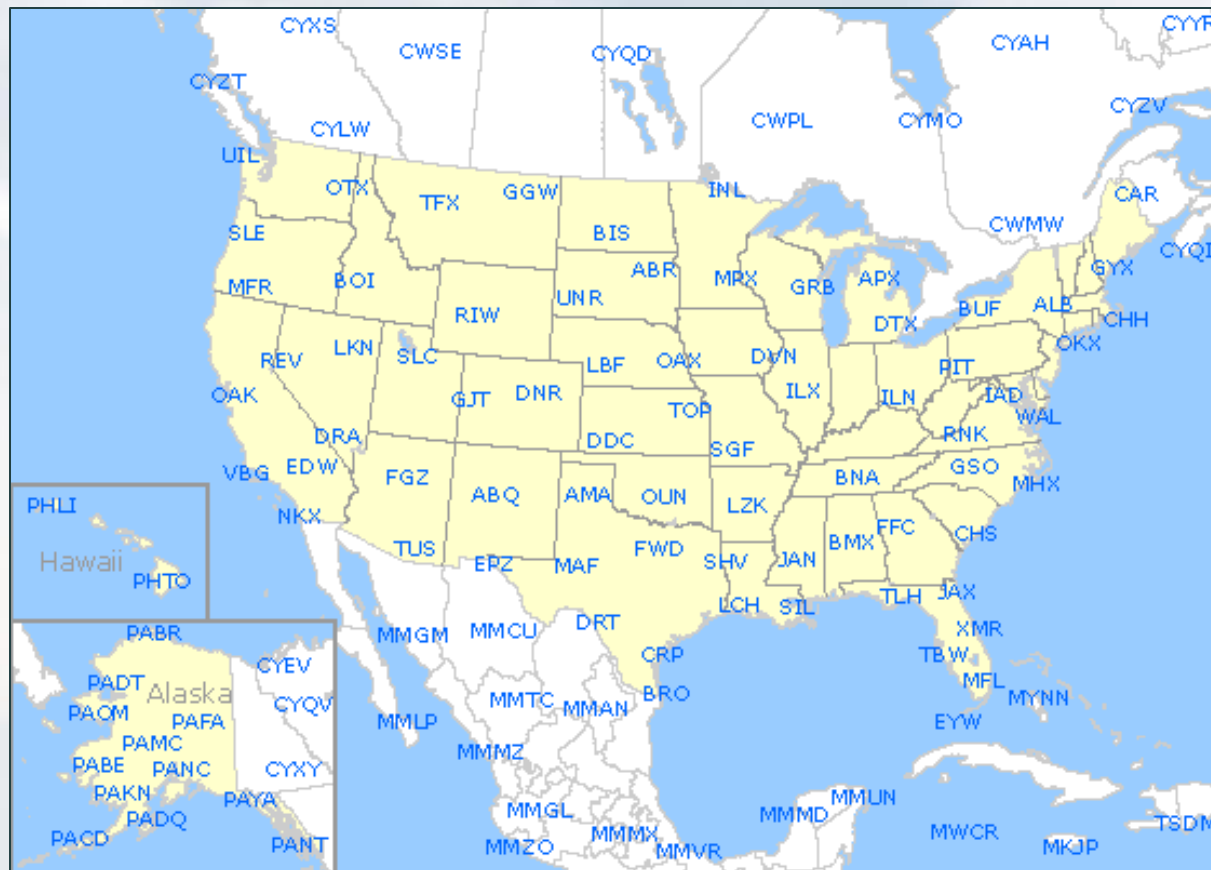 CYXS
CWSE
CYQD
CYAH
CYYR
CYZT
CYLW
CWPL
CYMO
CYZV
UIL
OTX
TFX
GGW
INL
CAR
SLE
BIS
CWMW
CYQI
MFR
BOI
ABR
MPX
GRB
APX
GYX
RIW
UNR
BUF
ALB
CHH
REV
LKN
SLC
LBF
OAX
DVN
DTX
OKX
PIT
OAK
GJT
DNR
TOP
ILX
ILN
IAD
WAL
DRA
DDC
SGF
RNK
VBG
EDW
FGZ
ABQ
AMA
OUN
LZK
BNA
GSO
MHX
PHLI
NKX
FFC
CHS
Hawaii
TUS
EPZ
MAF
FWD
SHV
JAN
BMX
PHTO
LCH
SIL
TLH
JAX
PABR
MMGM
MMCU
DRT
XMR
CYEV
CRP
TBW
PADT
Alaska
MFL
CYQV
MMTC
MMAN
BRO
MYNN
PAOM
PAFA
MMLP
EYW
PAMC
MMMZ
PABE
PANC
CYXY
PAKN
PAYA
MMGL
MMMD
MMUN
PADQ
PACD
PANT
MMZO
MMMX
MMVR
MWCR
MKJP
TSDM